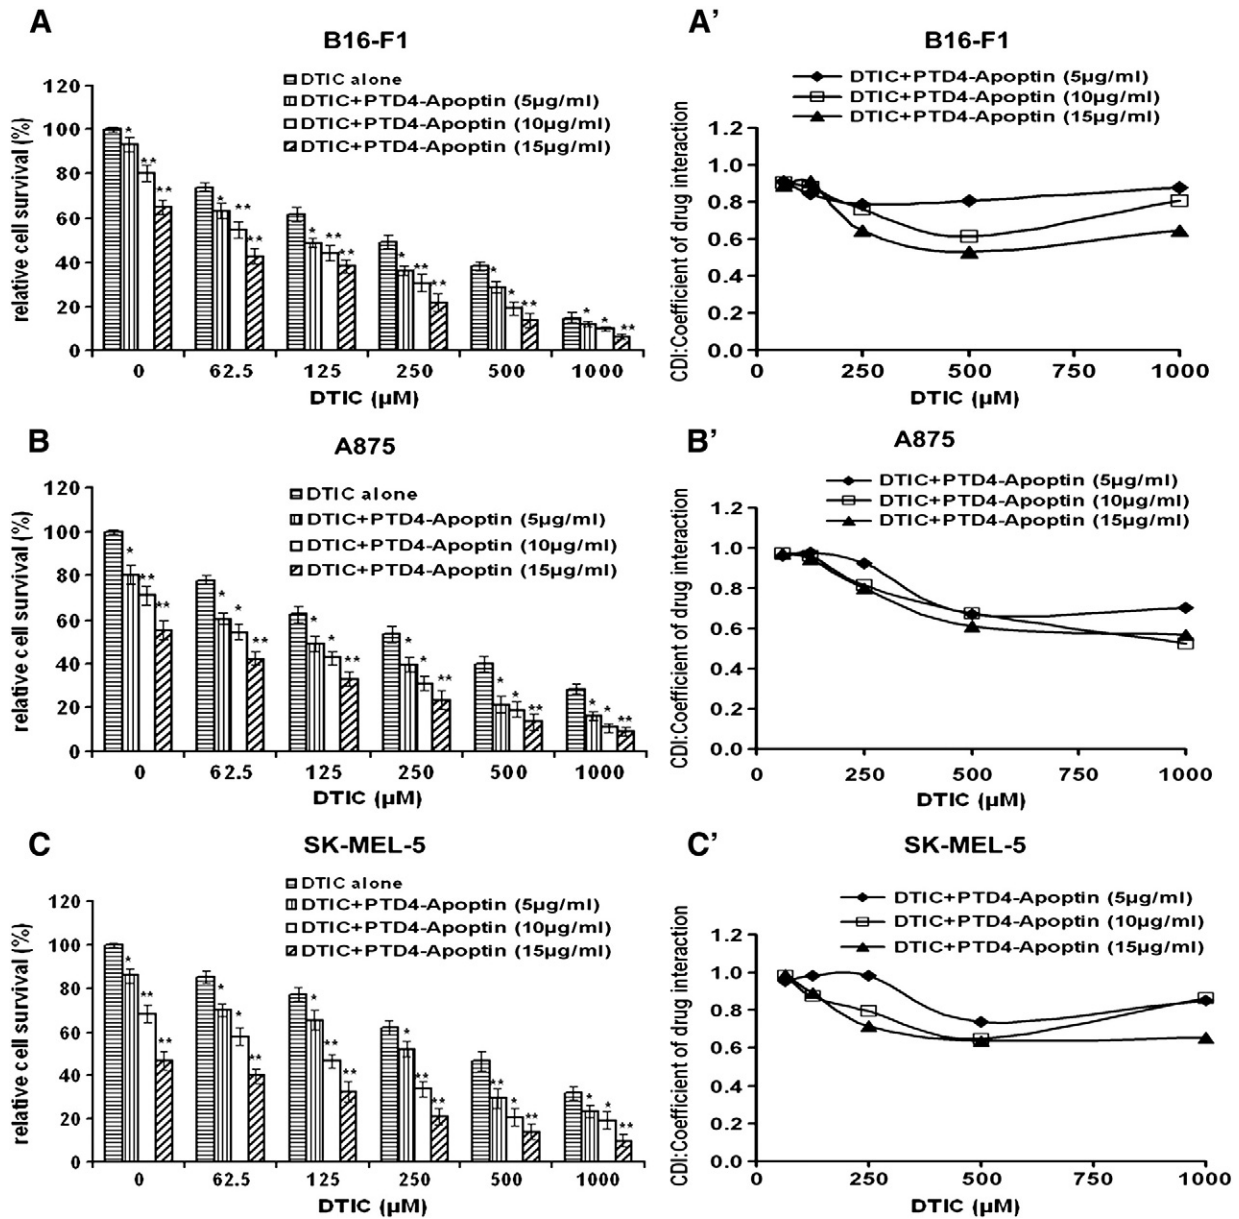 A
B16-F1
DTIC alone
DTIC+PTD4-Apoptin (5µg/ml)
DTIC+PTD4-Apoptin (10µg/ml)
DTIC+PTD4-Apoptin (15µg/ml)
relative cell survival (%)
120
100
80
60
40
20
0
* ** **
* ** **
* ** **
* ** **
* * **
* * **
0 62.5 125 250 500 1000
DTIC (µM)
A’
B16-F1
DTIC+PTD4-Apoptin (5µg/ml)
DTIC+PTD4-Apoptin (10µg/ml)
DTIC+PTD4-Apoptin (15µg/ml)
CDI:Coefficient of drug interaction
1.2
1.0
0.8
0.6
0.4
0.2
0.0
0 250 500 750 1000
DTIC (µM)
B
A875
DTIC alone
DTIC+PTD4-Apoptin (5µg/ml)
DTIC+PTD4-Apoptin (10µg/ml)
DTIC+PTD4-Apoptin (15µg/ml)
relative cell survival (%)
120
100
80
60
40
20
0
* ** **
* * **
* * **
* * **
* * **
* * **
0 62.5 125 250 500 1000
DTIC (µM)
B’
A875
DTIC+PTD4-Apoptin (5µg/ml)
DTIC+PTD4-Apoptin (10µg/ml)
DTIC+PTD4-Apoptin (15µg/ml)
CDI:Coefficient of drug interaction
1.2
1.0
0.8
0.6
0.4
0.2
0.0
0 250 500 750 1000
DTIC (µM)
C
SK-MEL-5
DTIC alone
DTIC+PTD4-Apoptin (5µg/ml)
DTIC+PTD4-Apoptin (10µg/ml)
DTIC+PTD4-Apoptin (15µg/ml)
relative cell survival (%)
120
100
80
60
40
20
0
* ** **
* * **
* ** **
* ** **
** * **
* * **
0 62.5 125 250 500 1000
DTIC (µM)
C’
SK-MEL-5
DTIC+PTD4-Apoptin (5µg/ml)
DTIC+PTD4-Apoptin (10µg/ml)
DTIC+PTD4-Apoptin (15µg/ml)
CDI:Coefficient of drug interaction
1.2
1.0
0.8
0.6
0.4
0.2
0.0
0 250 500 750 1000
DTIC (µM)